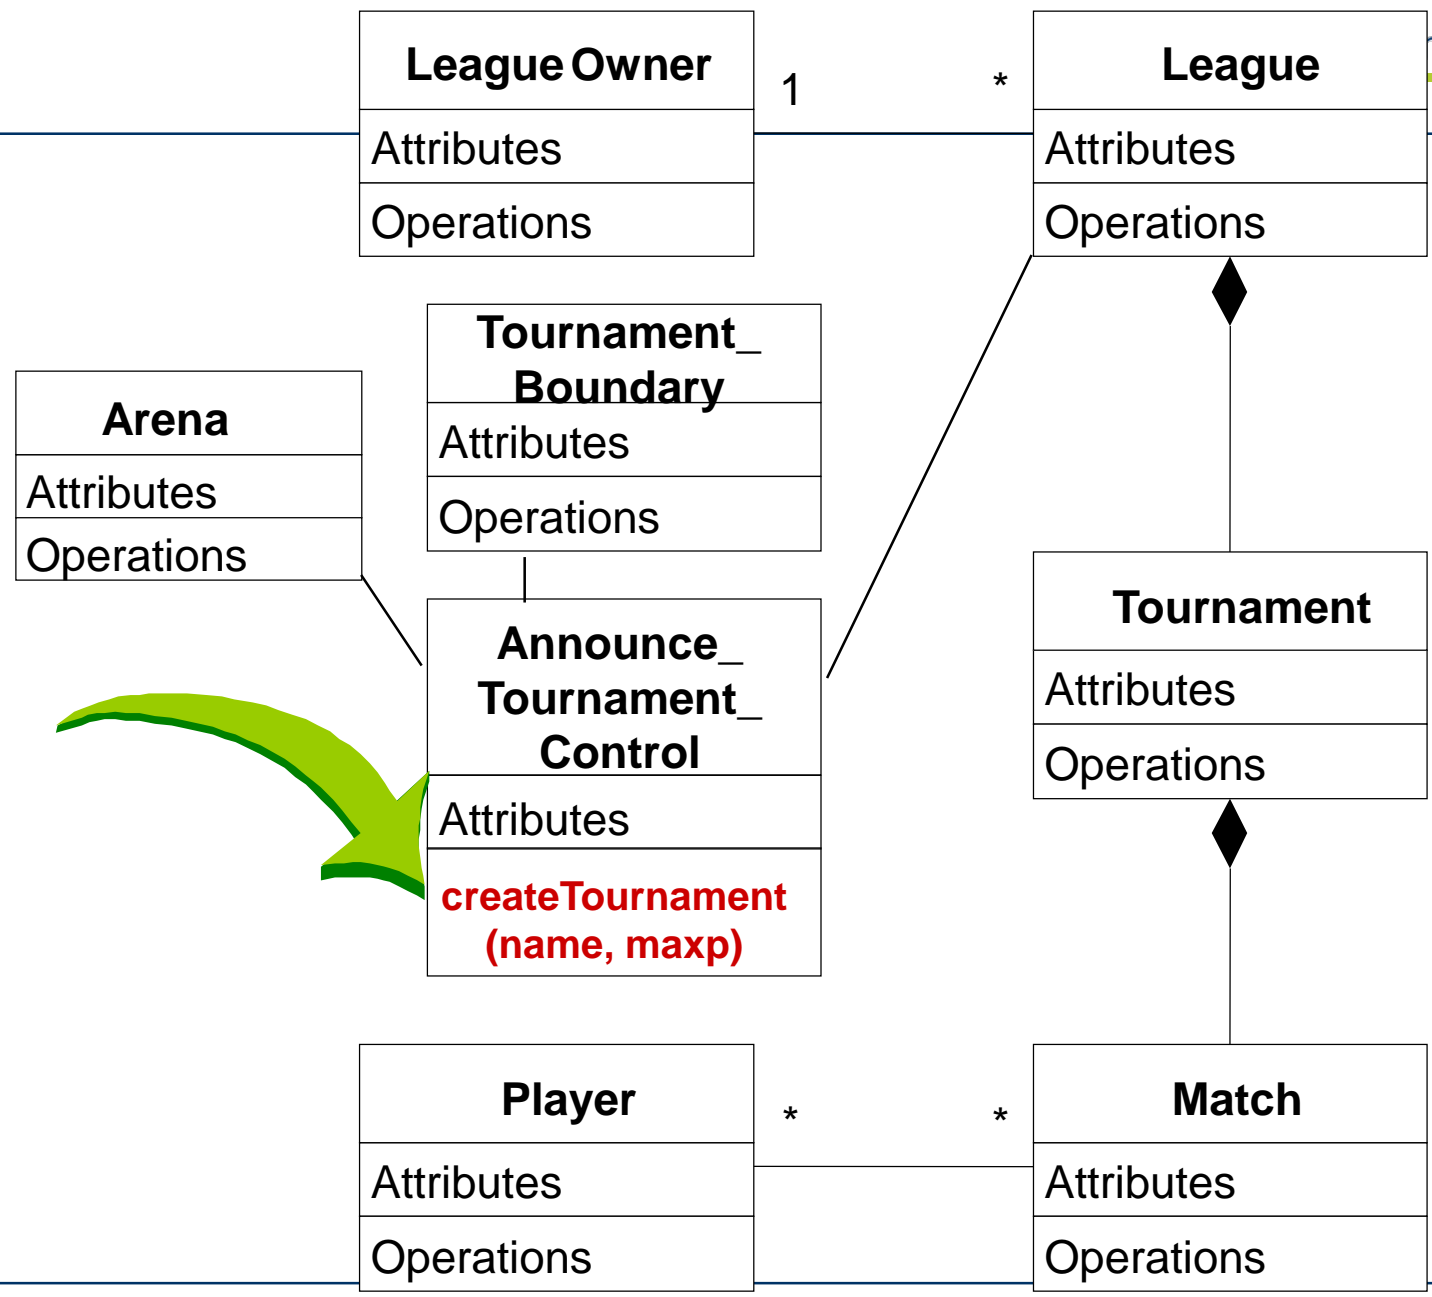 League Owner
Attributes
Operations
1
*
League
Attributes
Operations
Tournament_
Boundary
Attributes
Operations
Arena
Attributes
Operations
Announce_
Tournament_
Control
Attributes
createTournament
(name, maxp)
Tournament
Attributes
Operations
Player
Attributes
Operations
*
*
Match
Attributes
Operations